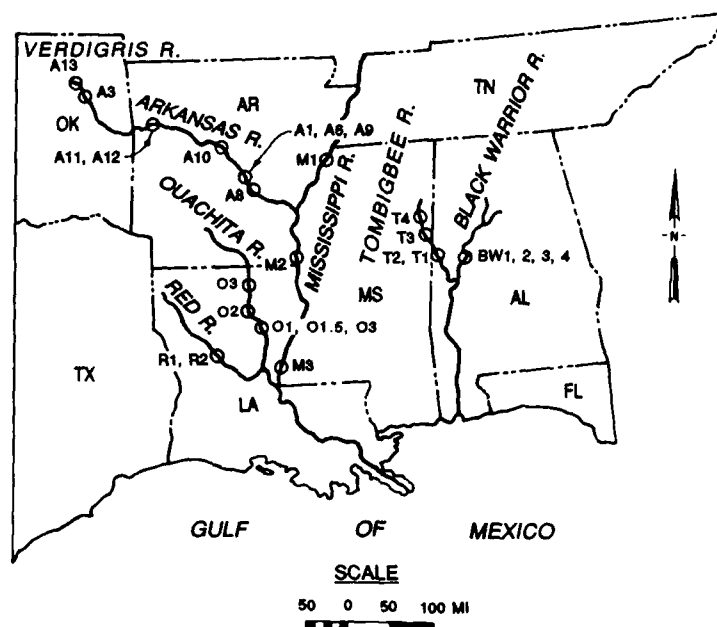 VERDIGRIS R.
A13
A3
OK
ARKANSAS R.
AR
A1, A6, A9
TN
A11, A12
A10
A8
M1
MISSISSIPPI R.
TOMBIGBEE R.
BLACK WARRIOR R.
OUACHITA R.
T4
T3
T2, T1
BW1, 2, 3, 4
M2
MS
AL
O3
O2
O1, O1.5, O3
RED R.
R1, R2
M3
TX
LA
FL
N
GULF OF MEXICO
SCALE
50 0 50 100 MI